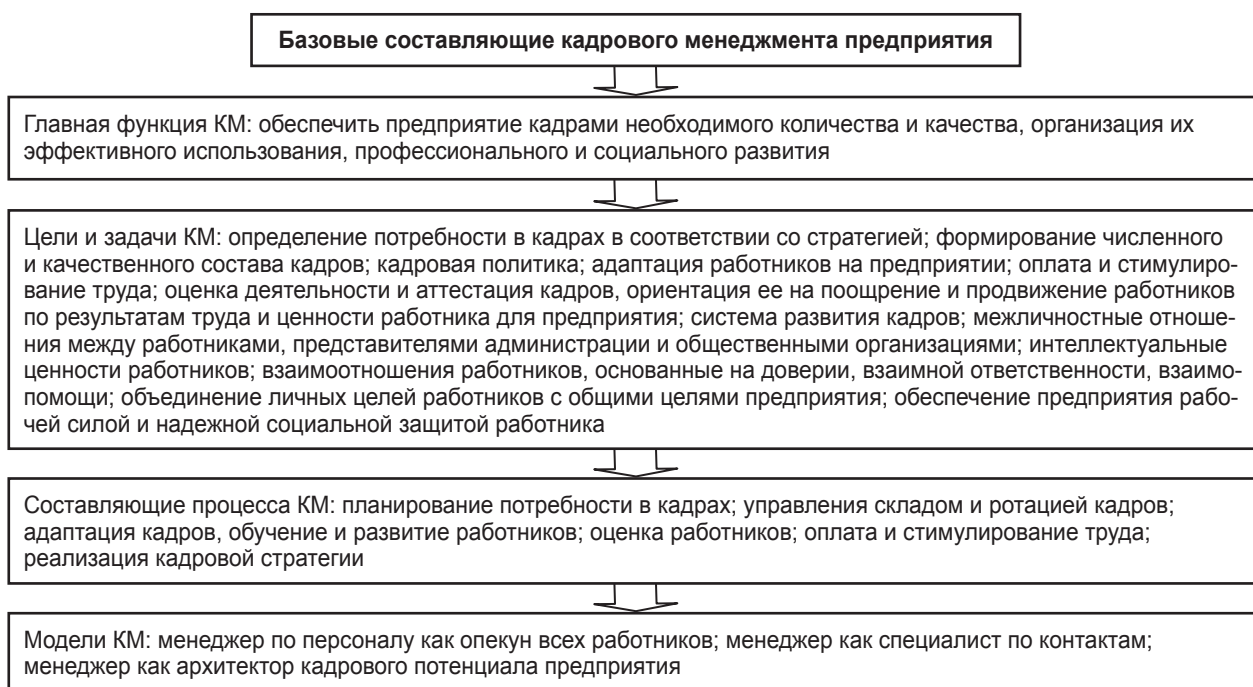 Базовые составляющие кадрового менеджмента предприятия
Главная функция КМ: обеспечить предприятие кадрами необходимого количества и качества, организация их
эффективного использования, профессионального и социального развития
Цели и задачи КМ: определение потребности в кадрах в соответствии со стратегией; формирование численного
и качественного состава кадров; кадровая политика; адаптация работников на предприятии; оплата и стимулиро-
вание труда; оценка деятельности и аттестация кадров, ориентация ее на поощрение и продвижение работников
по результатам труда и ценности работника для предприятия; система развития кадров; межличностные отноше-
ния между работниками, представителями администрации и общественными организациями; интеллектуальные
ценности работников; взаимоотношения работников, основанные на доверии, взаимной ответственности, взаимо-
помощи; объединение личных целей работников с общими целями предприятия; обеспечение предприятия рабо-
чей силой и надежной социальной защитой работника
Составляющие процесса КМ: планирование потребности в кадрах; управления складом и ротацией кадров;
адаптация кадров, обучение и развитие работников; оценка работников; оплата и стимулирование труда;
реализация кадровой стратегии
Модели КМ: менеджер по персоналу как опекун всех работников; менеджер как специалист по контактам;
менеджер как архитектор кадрового потенциала предприятия